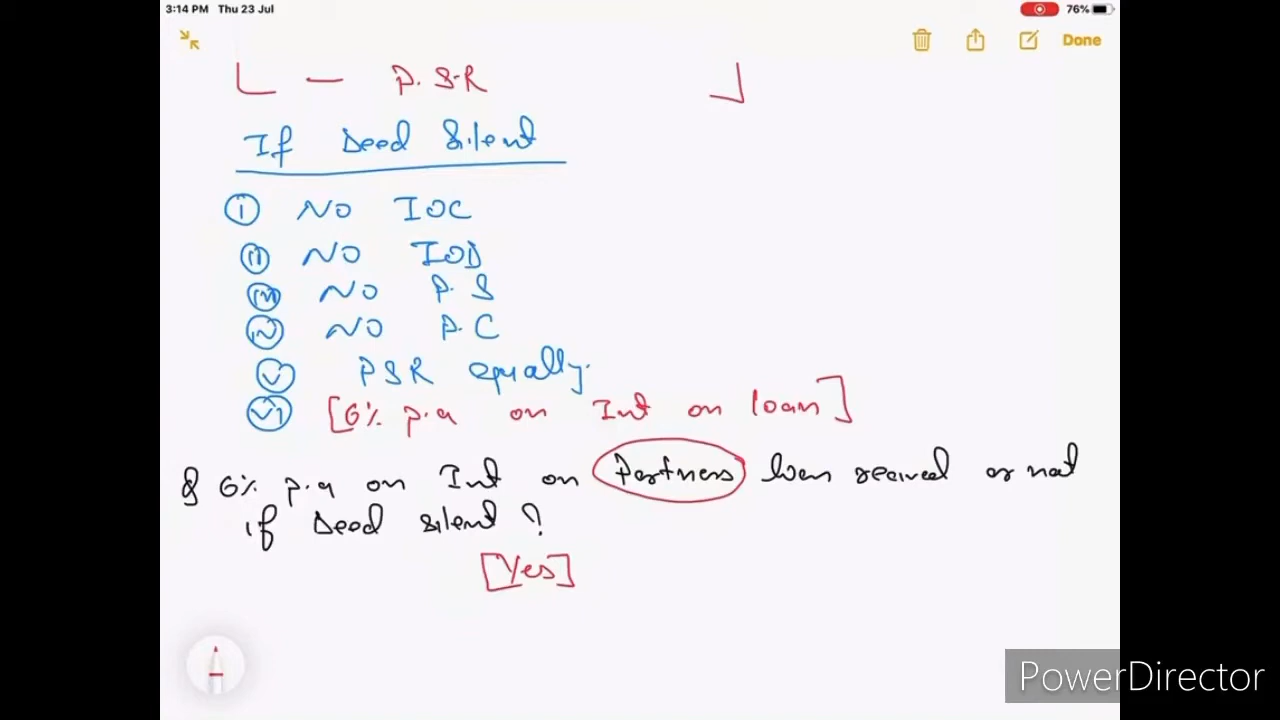 3:14 PM Thu 23 Jul
76%
Done
— P.S.R
If Deed Silent
(i) NO IOC
(ii) NO IOD
(iii) NO P.S
(iv) NO P.C
(v) PSR equally.
(vi) [6% p.a on Int on loan]
Q 6% p.a on Int on Partners loan received or not
if Deed silent ?
[Yes]
PowerDirector